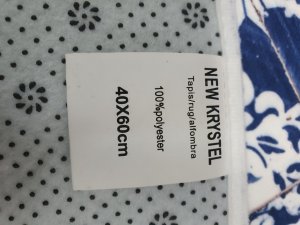 NEW KRYSTEL
Tapis/rug/alfombra
100%polyester
40X60cm